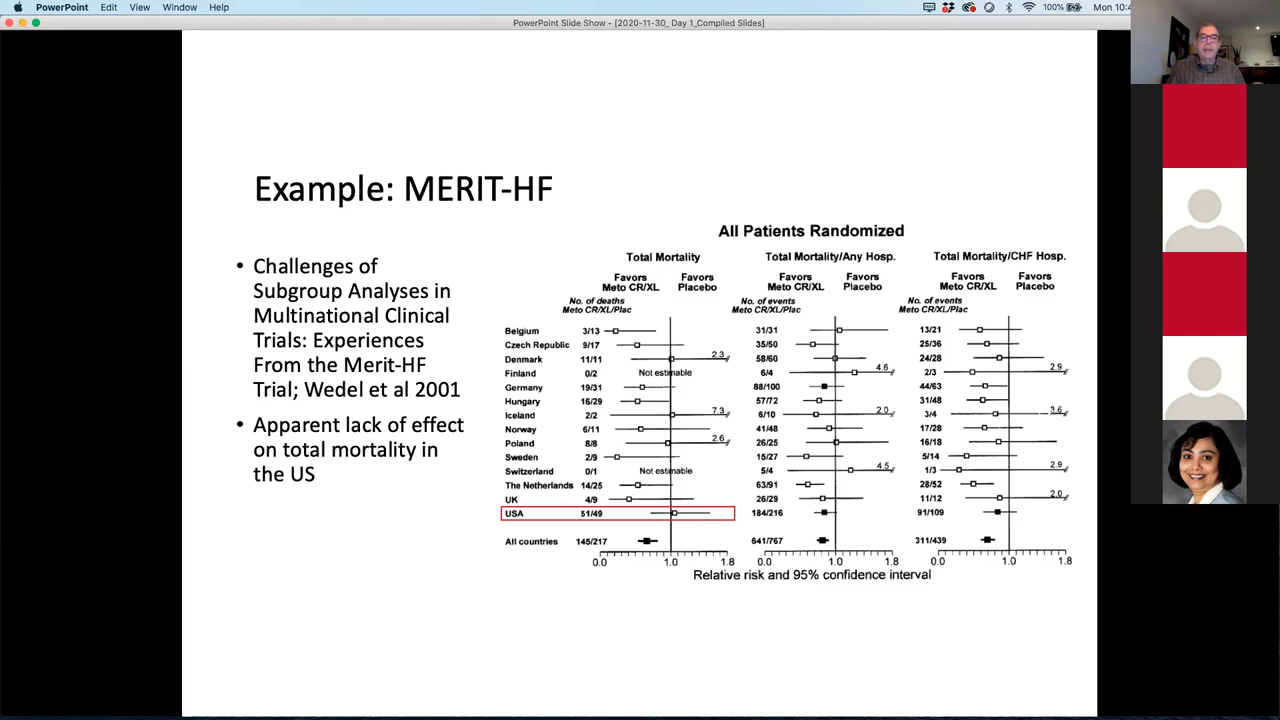 PowerPoint Edit View Window Help 100% Mon 10:4
PowerPoint Slide Show - [2020-11-30_ Day 1_Compiled Slides]
Example: MERIT-HF
• Challenges of
Subgroup Analyses in
Multinational Clinical
Trials: Experiences
From the Merit-HF
Trial; Wedel et al 2001
• Apparent lack of effect
on total mortality in
the US
All Patients Randomized
Total Mortality Total Mortality/Any Hosp. Total Mortality/CHF Hosp.
Favors Favors Favors Favors Favors Favors
Meto CR/XL Placebo Meto CR/XL Placebo Meto CR/XL Placebo
No. of deaths No. of events No. of events
Meto CR/XL/Plac Meto CR/XL/Plac Meto CR/XL/Plac
Belgium 3/13 31/31 13/21
Czech Republic 9/17 35/50 25/36
Denmark 11/11 2.3 58/60 24/28
Finland 0/2 Not estimable 6/4 4.6 2/3 2.9
Germany 19/31 88/100 44/63
Hungary 16/29 57/72 31/48
Iceland 2/2 7.3 6/10 2.0 3/4 3.6
Norway 6/11 41/48 17/28
Poland 8/8 2.6 26/25 16/18
Sweden 2/9 15/27 5/14
Switzerland 0/1 Not estimable 5/4 4.5 1/3 2.9
The Netherlands 14/25 63/91 28/52
UK 4/9 26/29 11/12 2.0
USA 51/49 184/216 91/109
All countries 145/217 641/767 311/439
0.0 1.0 1.8 0.0 1.0 1.8 0.0 1.0 1.8
Relative risk and 95% confidence interval